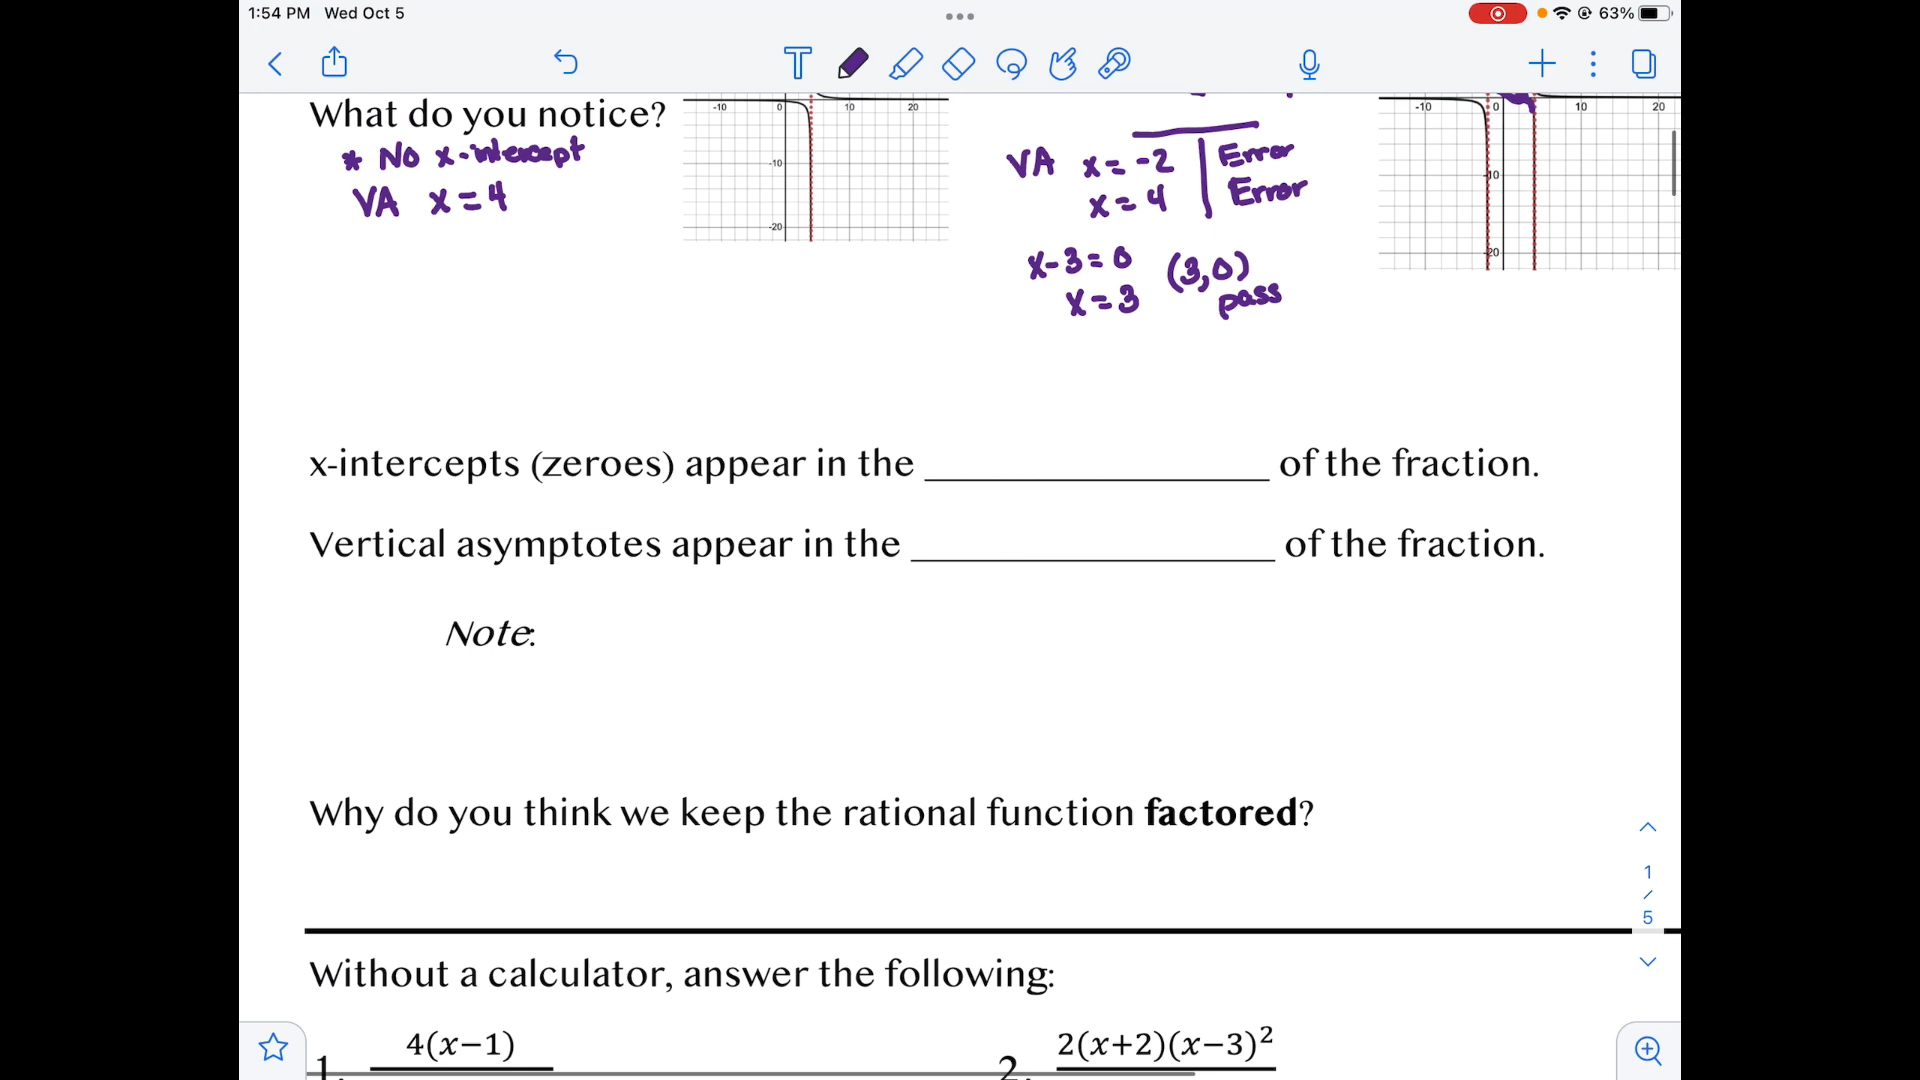 1:54 PM Wed Oct 5
63%
What do you notice?
* No x-intercept
VA x = 4
-10 0 10 20
-10
-20
VA x = -2 | Error
x = 4 | Error
x - 3 = 0 (3,0)
x = 3 pass
-10 0 10 20
-10
-20
x-intercepts (zeroes) appear in the ________________ of the fraction.
Vertical asymptotes appear in the ________________ of the fraction.
Note:
Why do you think we keep the rational function factored?
1
/
5
Without a calculator, answer the following:
1. 4(x−1)
2. 2(x+2)(x−3)²